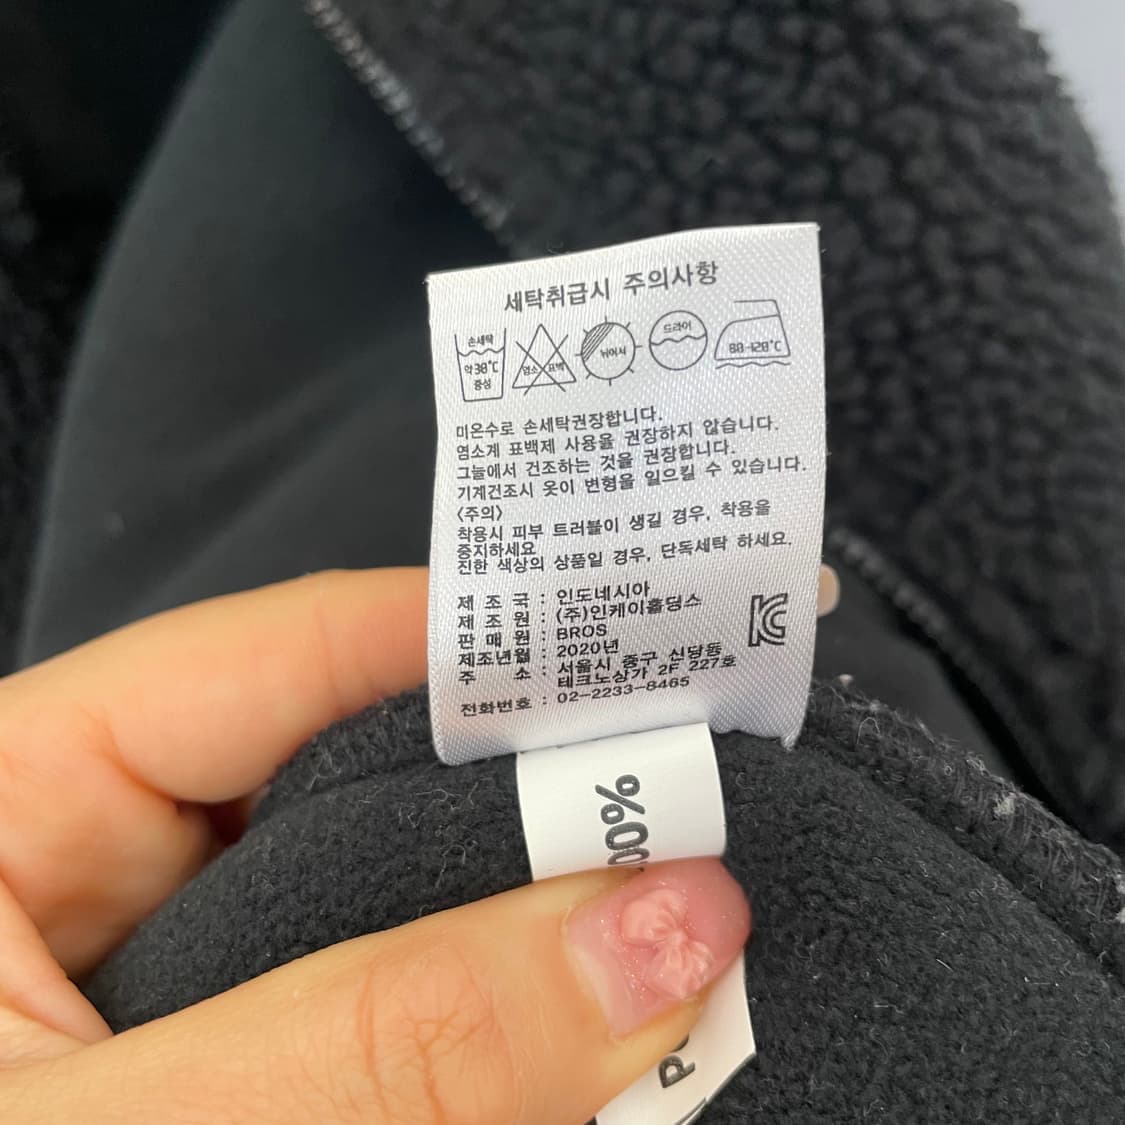 세탁취급시 주의사항
손세탁
약30℃
중성
염소 표백
뉘어서
드라이
80-120℃
미온수로 손세탁권장합니다.
염소계 표백제 사용을 권장하지 않습니다.
그늘에서 건조하는 것을 권장합니다.
기계건조시 옷이 변형을 일으킬 수 있습니다.
<주의>
착용시 피부 트러블이 생길 경우, 착용을
중지하세요
진한 색상의 상품일 경우, 단독세탁 하세요.
제 조 국 : 인도네시아
제 조 원 : (주)인케이홀딩스
판 매 원 : BROS
제조년월 : 2020년
주 소 : 서울시 중구 신당동
테크노상가 2F 227호
전화번호 : 02-2233-8465
KC
00%